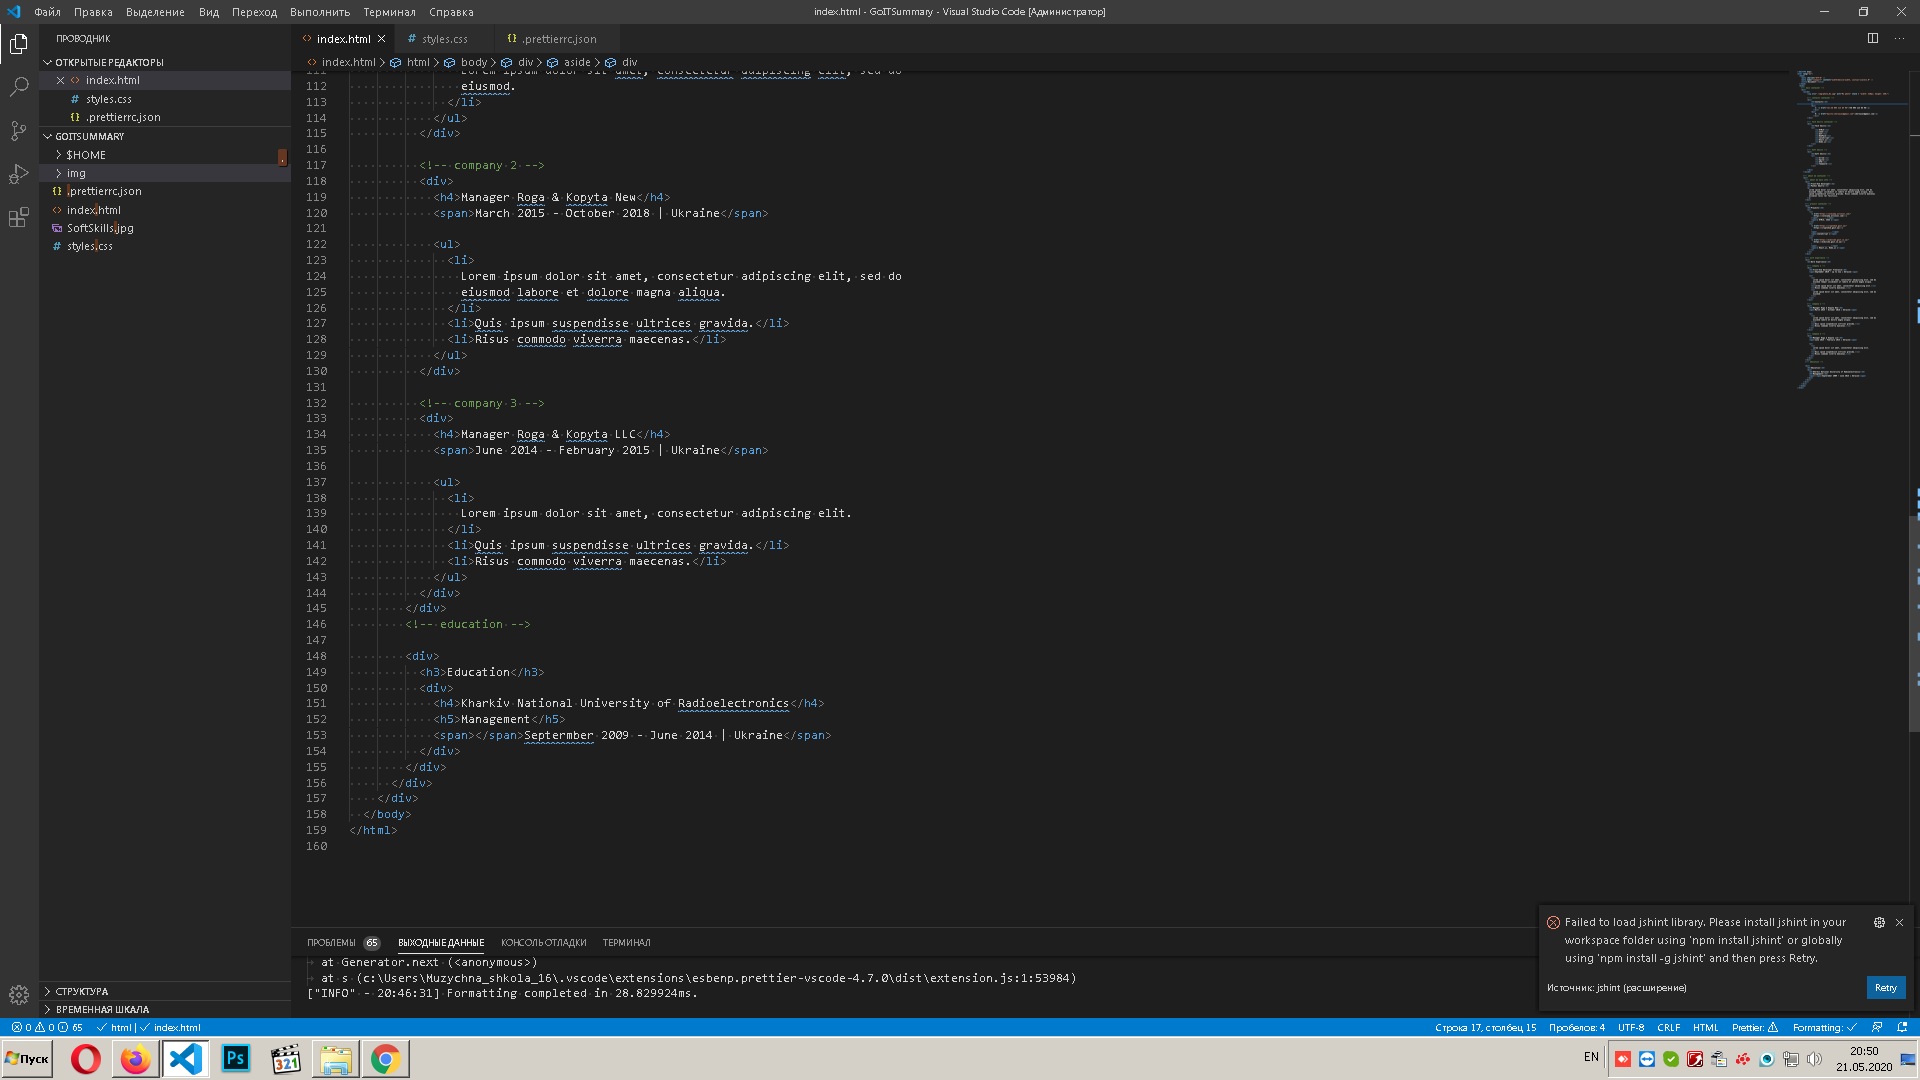 Файл Правка Выделение Вид Переход Выполнить Терминал Справка
index.html - GoITSummary - Visual Studio Code [Администратор]
ПРОВОДНИК
index.html
styles.css
.prettierrc.json
ОТКРЫТЫЕ РЕДАКТОРЫ
index.html
styles.css
.prettierrc.json
GOITSUMMARY
$HOME
img
.prettierrc.json
index.html
SoftSkills.jpg
styles.css
СТРУКТУРА
ВРЕМЕННАЯ ШКАЛА
index.html > html > body > div > aside > div
111 Lorem ipsum dolor sit amet, consectetur adipiscing elit, sed do
112 eiusmod.
113 </li>
114 </ul>
115 </div>
116
117 <!-- company 2 -->
118 <div>
119 <h4>Manager Roga & Kopyta New</h4>
120 <span>March 2015 - October 2018 | Ukraine</span>
121
122 <ul>
123 <li>
124 Lorem ipsum dolor sit amet, consectetur adipiscing elit, sed do
125 eiusmod labore et dolore magna aliqua.
126 </li>
127 <li>Quis ipsum suspendisse ultrices gravida.</li>
128 <li>Risus commodo viverra maecenas.</li>
129 </ul>
130 </div>
131
132 <!-- company 3 -->
133 <div>
134 <h4>Manager Roga & Kopyta LLC</h4>
135 <span>June 2014 - February 2015 | Ukraine</span>
136
137 <ul>
138 <li>
139 Lorem ipsum dolor sit amet, consectetur adipiscing elit.
140 </li>
141 <li>Quis ipsum suspendisse ultrices gravida.</li>
142 <li>Risus commodo viverra maecenas.</li>
143 </ul>
144 </div>
145 </div>
146 <!-- education -->
147
148 <div>
149 <h3>Education</h3>
150 <div>
151 <h4>Kharkiv National University of Radioelectronics</h4>
152 <h5>Management</h5>
153 <span></span>Septermber 2009 - June 2014 | Ukraine</span>
154 </div>
155 </div>
156 </div>
157 </div>
158 </body>
159 </html>
160
ПРОБЛЕМЫ 65 ВЫХОДНЫЕ ДАННЫЕ КОНСОЛЬ ОТЛАДКИ ТЕРМИНАЛ
at Generator.next (<anonymous>)
at s (c:\Users\Muzychna_shkola_16\.vscode\extensions\esbenp.prettier-vscode-4.7.0\dist\extension.js:1:53984)
["INFO" - 20:46:31] Formatting completed in 28.829924ms.
Failed to load jshint library. Please install jshint in your
workspace folder using 'npm install jshint' or globally
using 'npm install -g jshint' and then press Retry.
Источник: jshint (расширение)
Retry
0 0 65 html | index.html
Строка 17, столбец 15 Пробелов: 4 UTF-8 CRLF HTML Prettier: Formatting:
Пуск
Ps
321
EN
20:50
21.05.2020